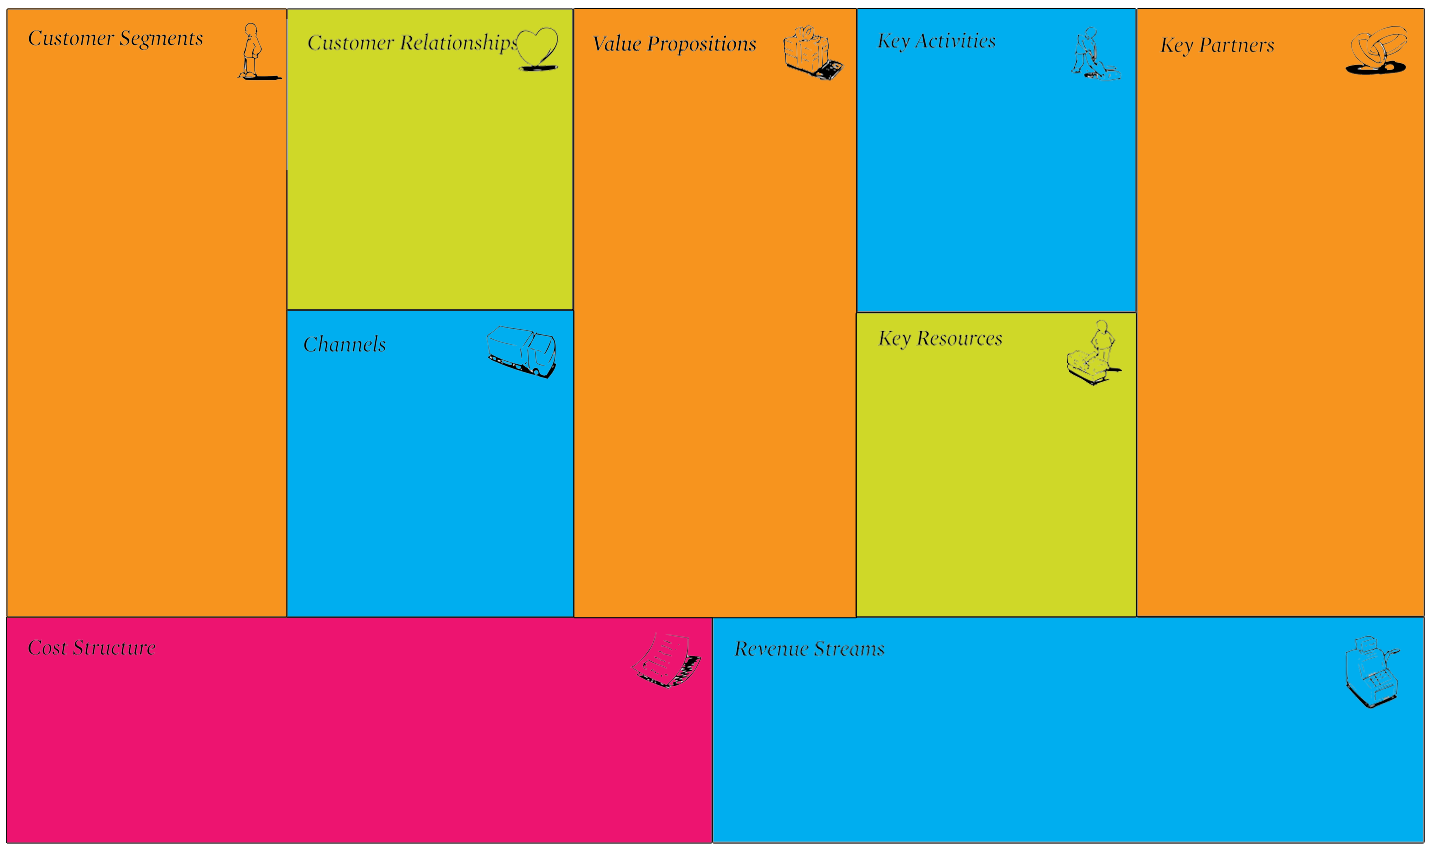 Customer Segments
Customer Relationships
Value Propositions
Key Activities
Key Partners
Channels
Key Resources
Cost Structure
Revenue Streams